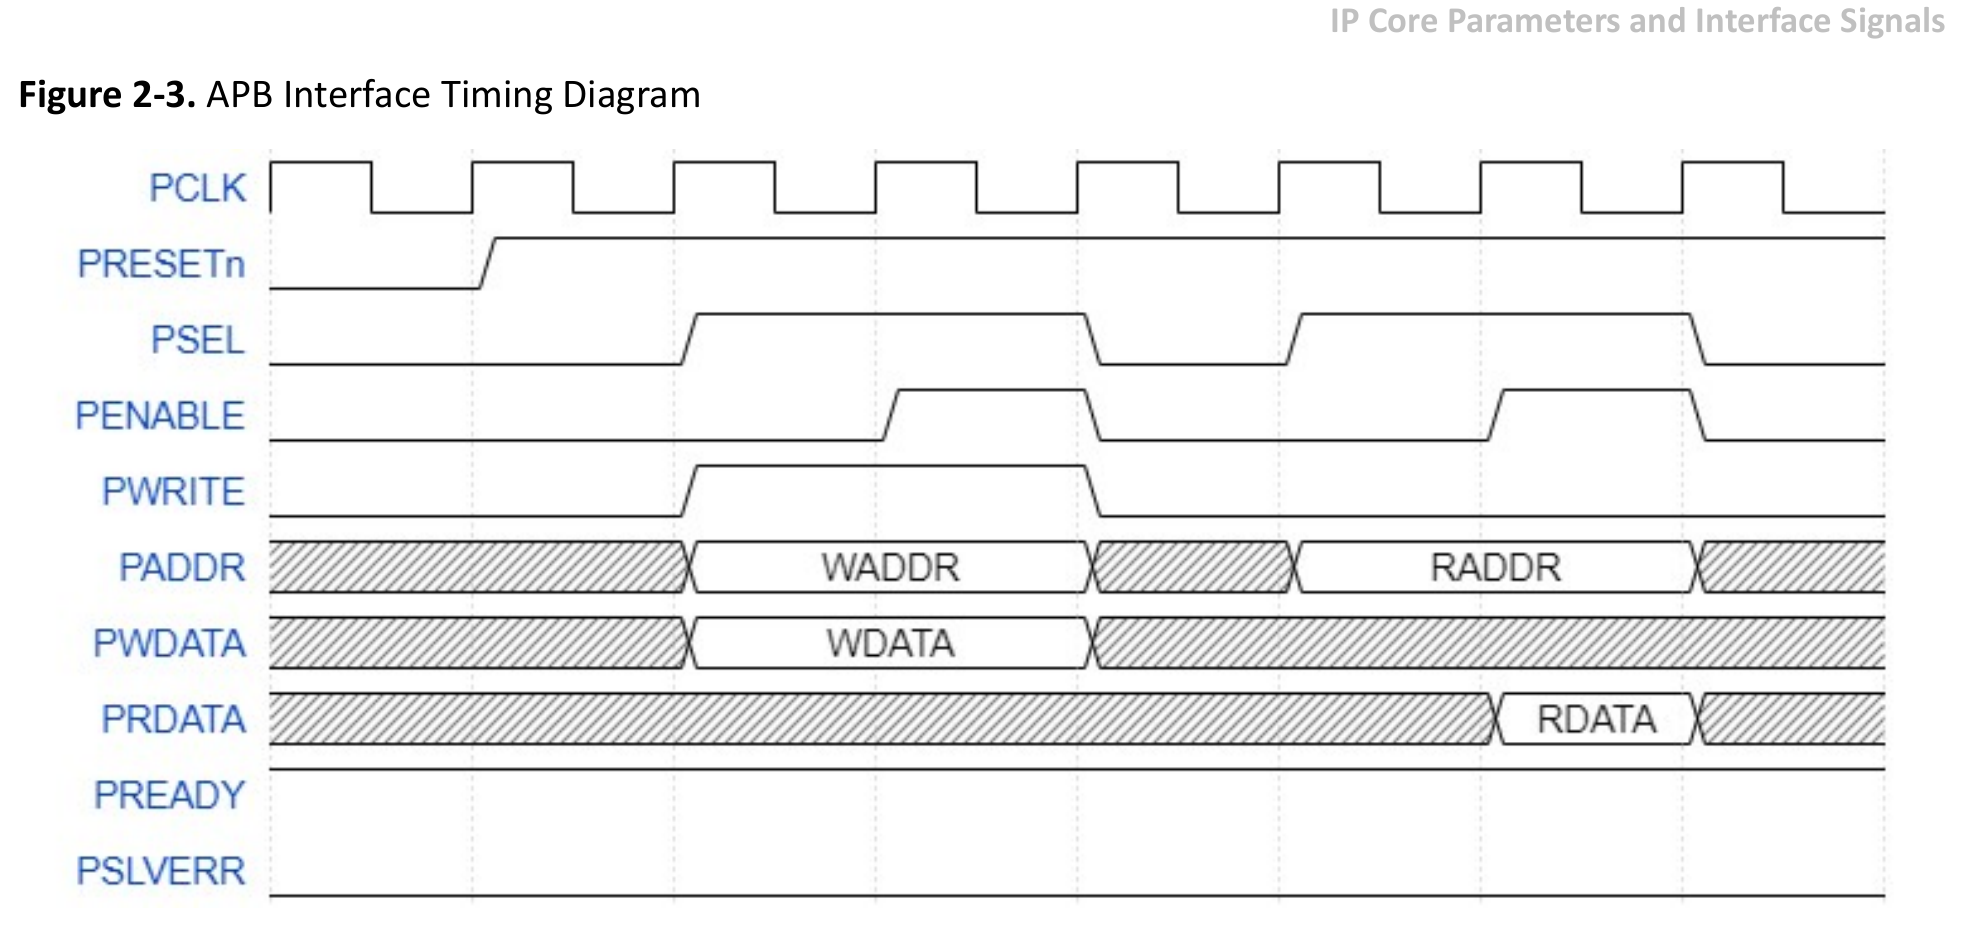 IP Core Parameters and Interface Signals
Figure 2-3. APB Interface Timing Diagram
PCLK
PRESETn
PSEL
PENABLE
PWRITE
PADDR WADDR RADDR
PWDATA WDATA
PRDATA RDATA
PREADY
PSLVERR